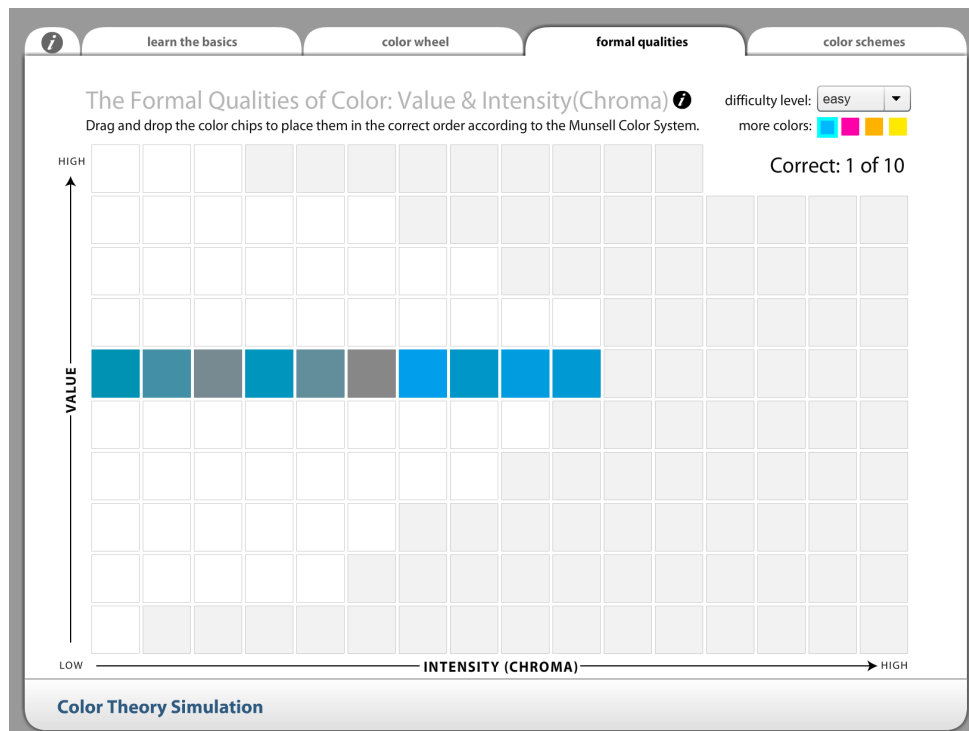 i
learn the basics
color wheel
formal qualities
color schemes
The Formal Qualities of Color: Value & Intensity(Chroma) i
difficulty level: easy
Drag and drop the color chips to place them in the correct order according to the Munsell Color System.
more colors:
HIGH
Correct: 1 of 10
VALUE
LOW
INTENSITY (CHROMA)
HIGH
Color Theory Simulation